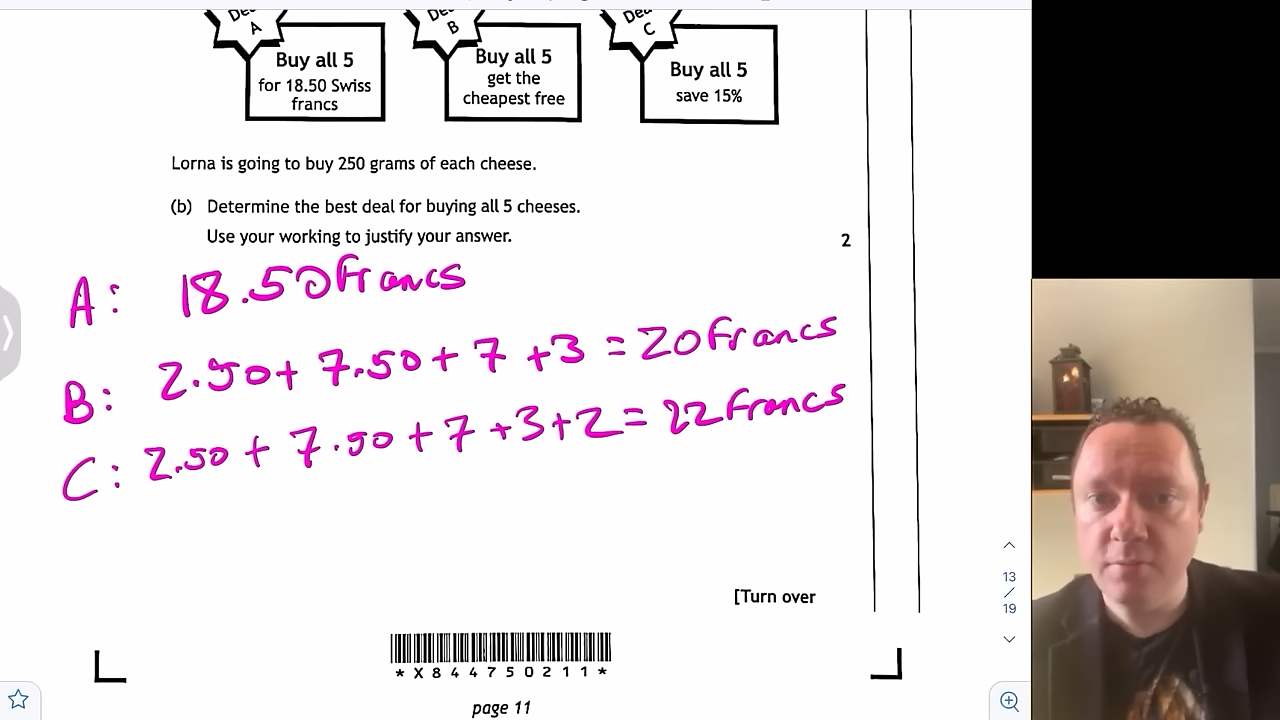 A
B
C
Buy all 5
for 18.50 Swiss
francs
Buy all 5
get the
cheapest free
Buy all 5
save 15%
Lorna is going to buy 250 grams of each cheese.
(b) Determine the best deal for buying all 5 cheeses.
Use your working to justify your answer.
2
A: 18.50 Francs
B: 2.50+ 7.50+ 7 +3 = 20 Francs
C: 2.50 + 7.50 + 7 +3+2= 22 Francs
13
/
19
[Turn over
*X844750211*
page 11